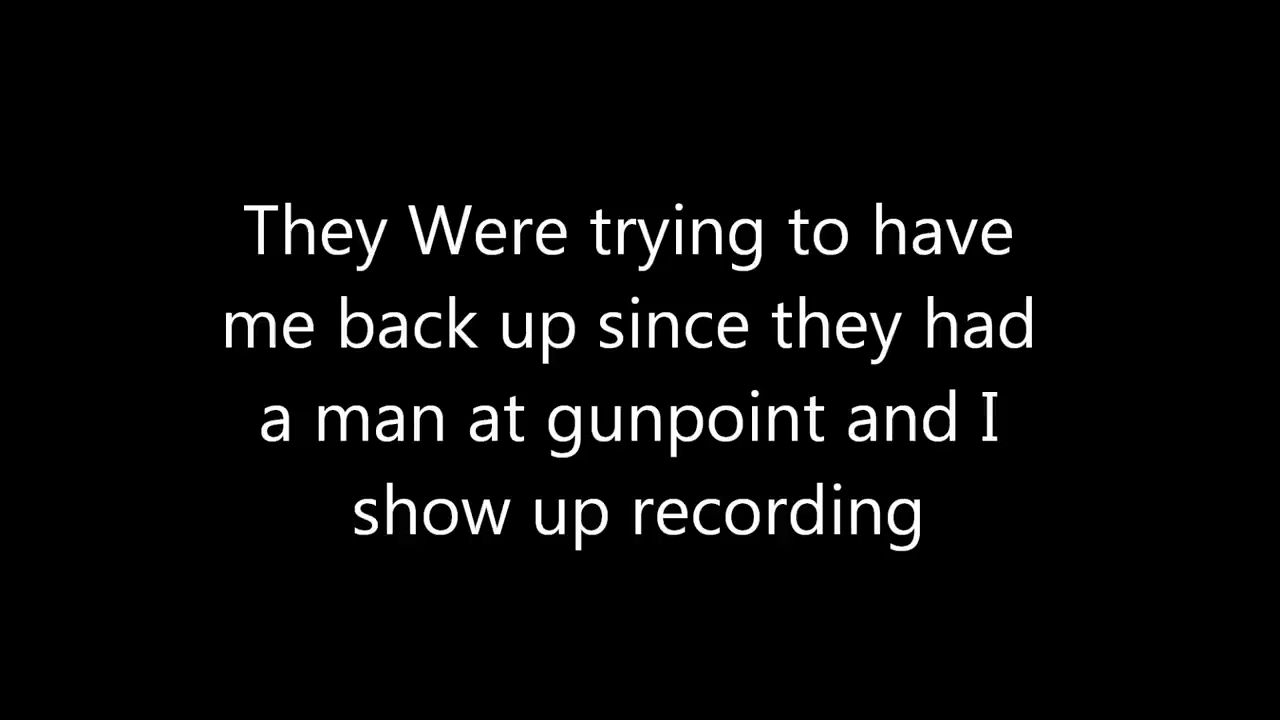 They Were trying to have
me back up since they had
a man at gunpoint and I
show up recording